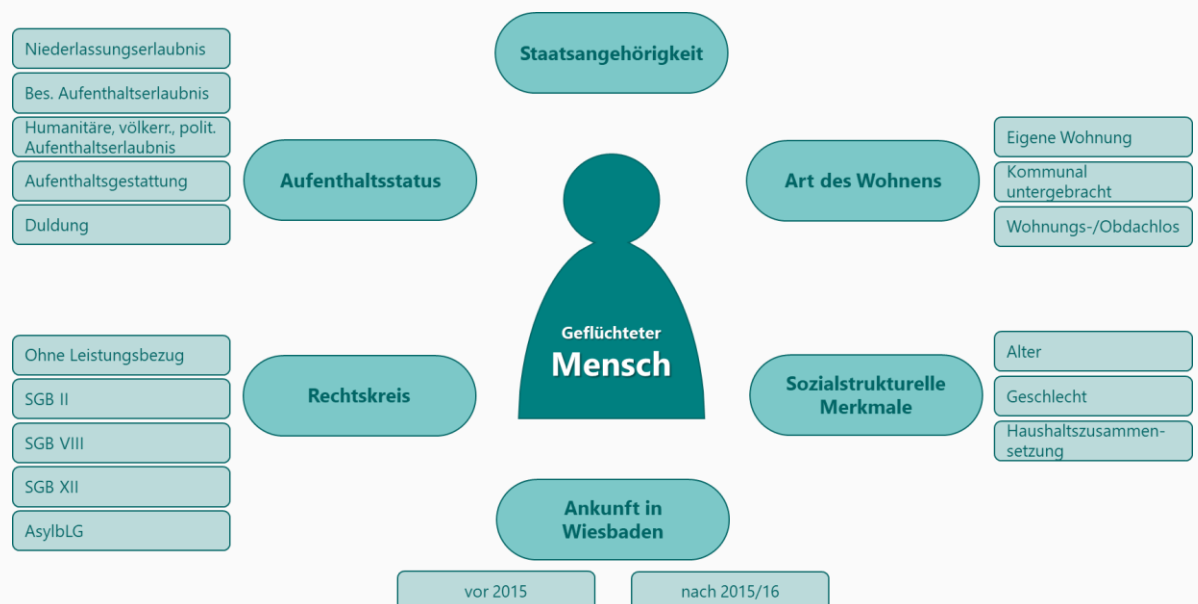 Staatsangehörigkeit
Niederlassungserlaubnis
Bes. Aufenthaltserlaubnis
Humanitäre, völkerr., polit.
Aufenthaltserlaubnis
Aufenthaltsgestattung
Duldung
Aufenthaltsstatus
Art des Wohnens
Eigene Wohnung
Kommunal
untergebracht
Wohnungs-/Obdachlos
Geflüchteter
Mensch
Ohne Leistungsbezug
SGB II
SGB VIII
SGB XII
AsylbLG
Rechtskreis
Sozialstrukturelle
Merkmale
Alter
Geschlecht
Haushaltszusammen-
setzung
Ankunft in
Wiesbaden
vor 2015
nach 2015/16